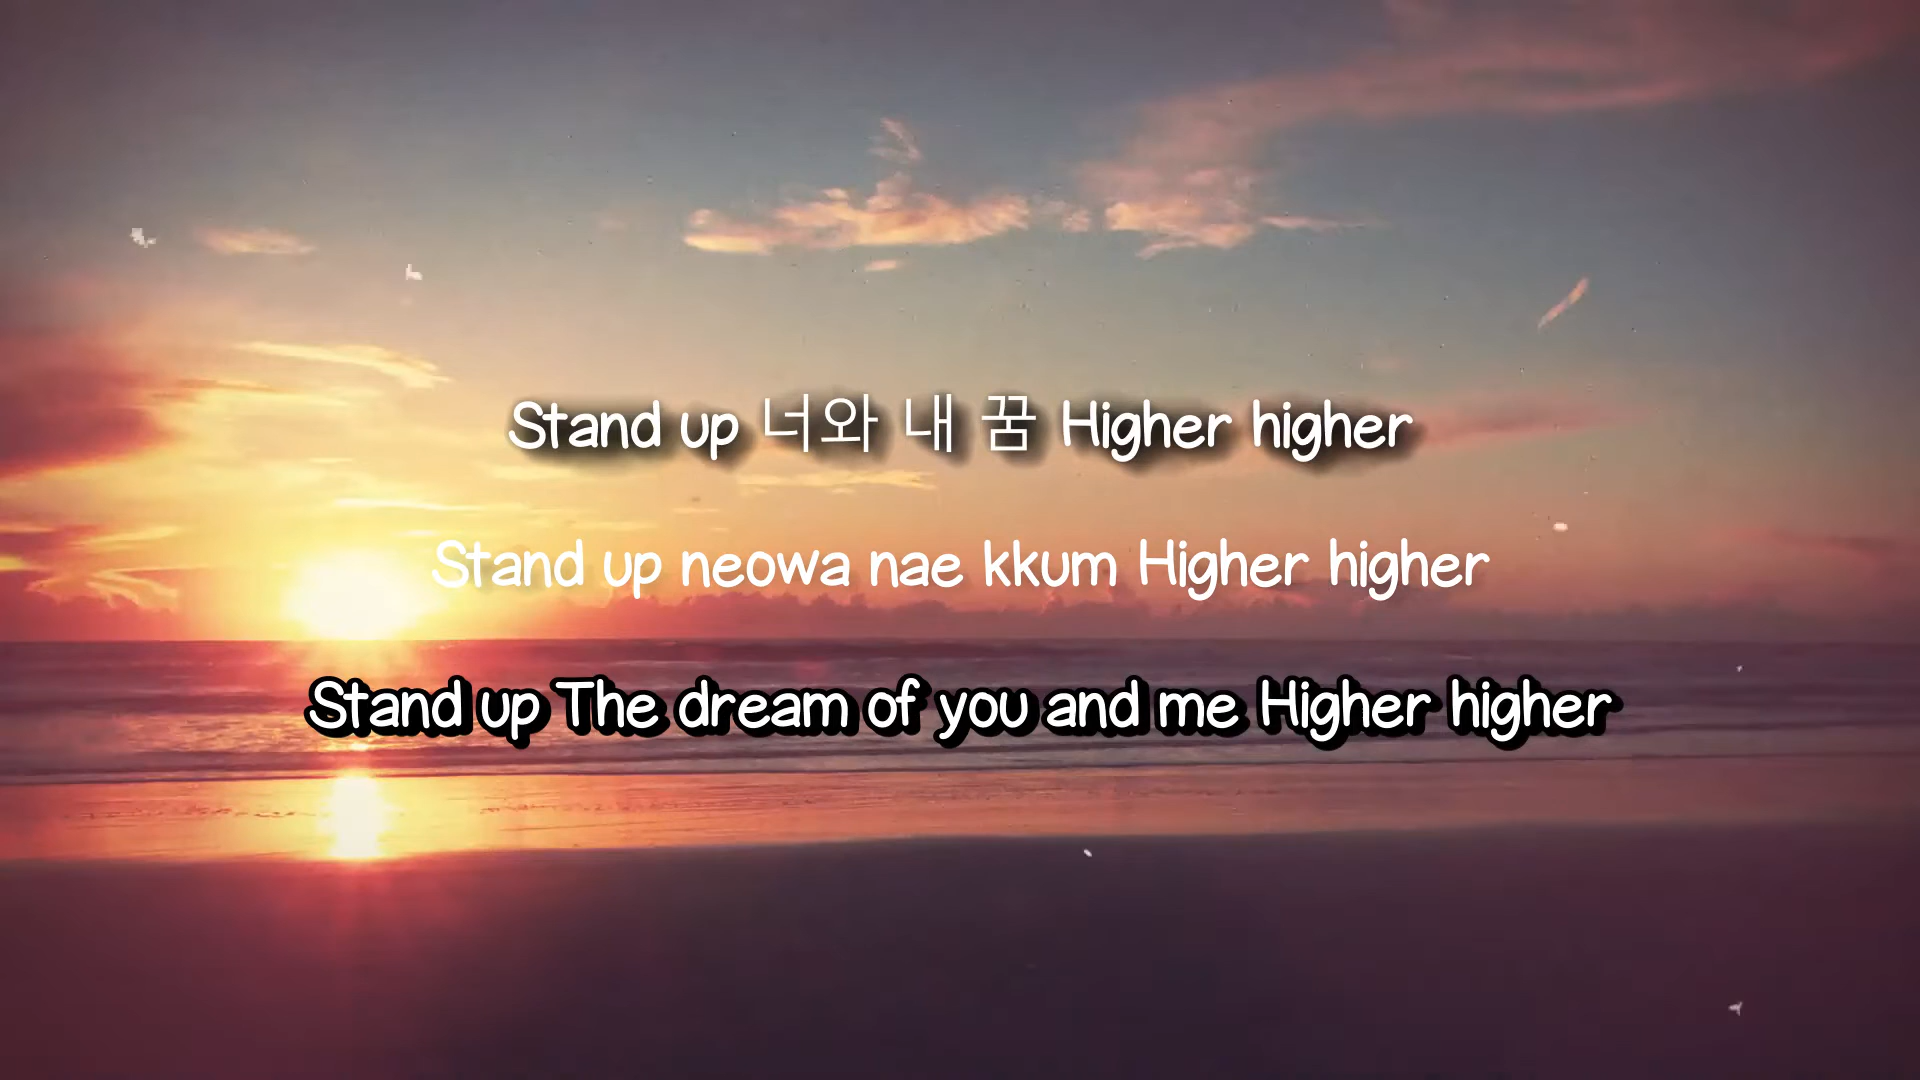 Stand up 너와 내 꿈 Higher higher
Stand up neowa nae kkum Higher higher
Stand up The dream of you and me Higher higher